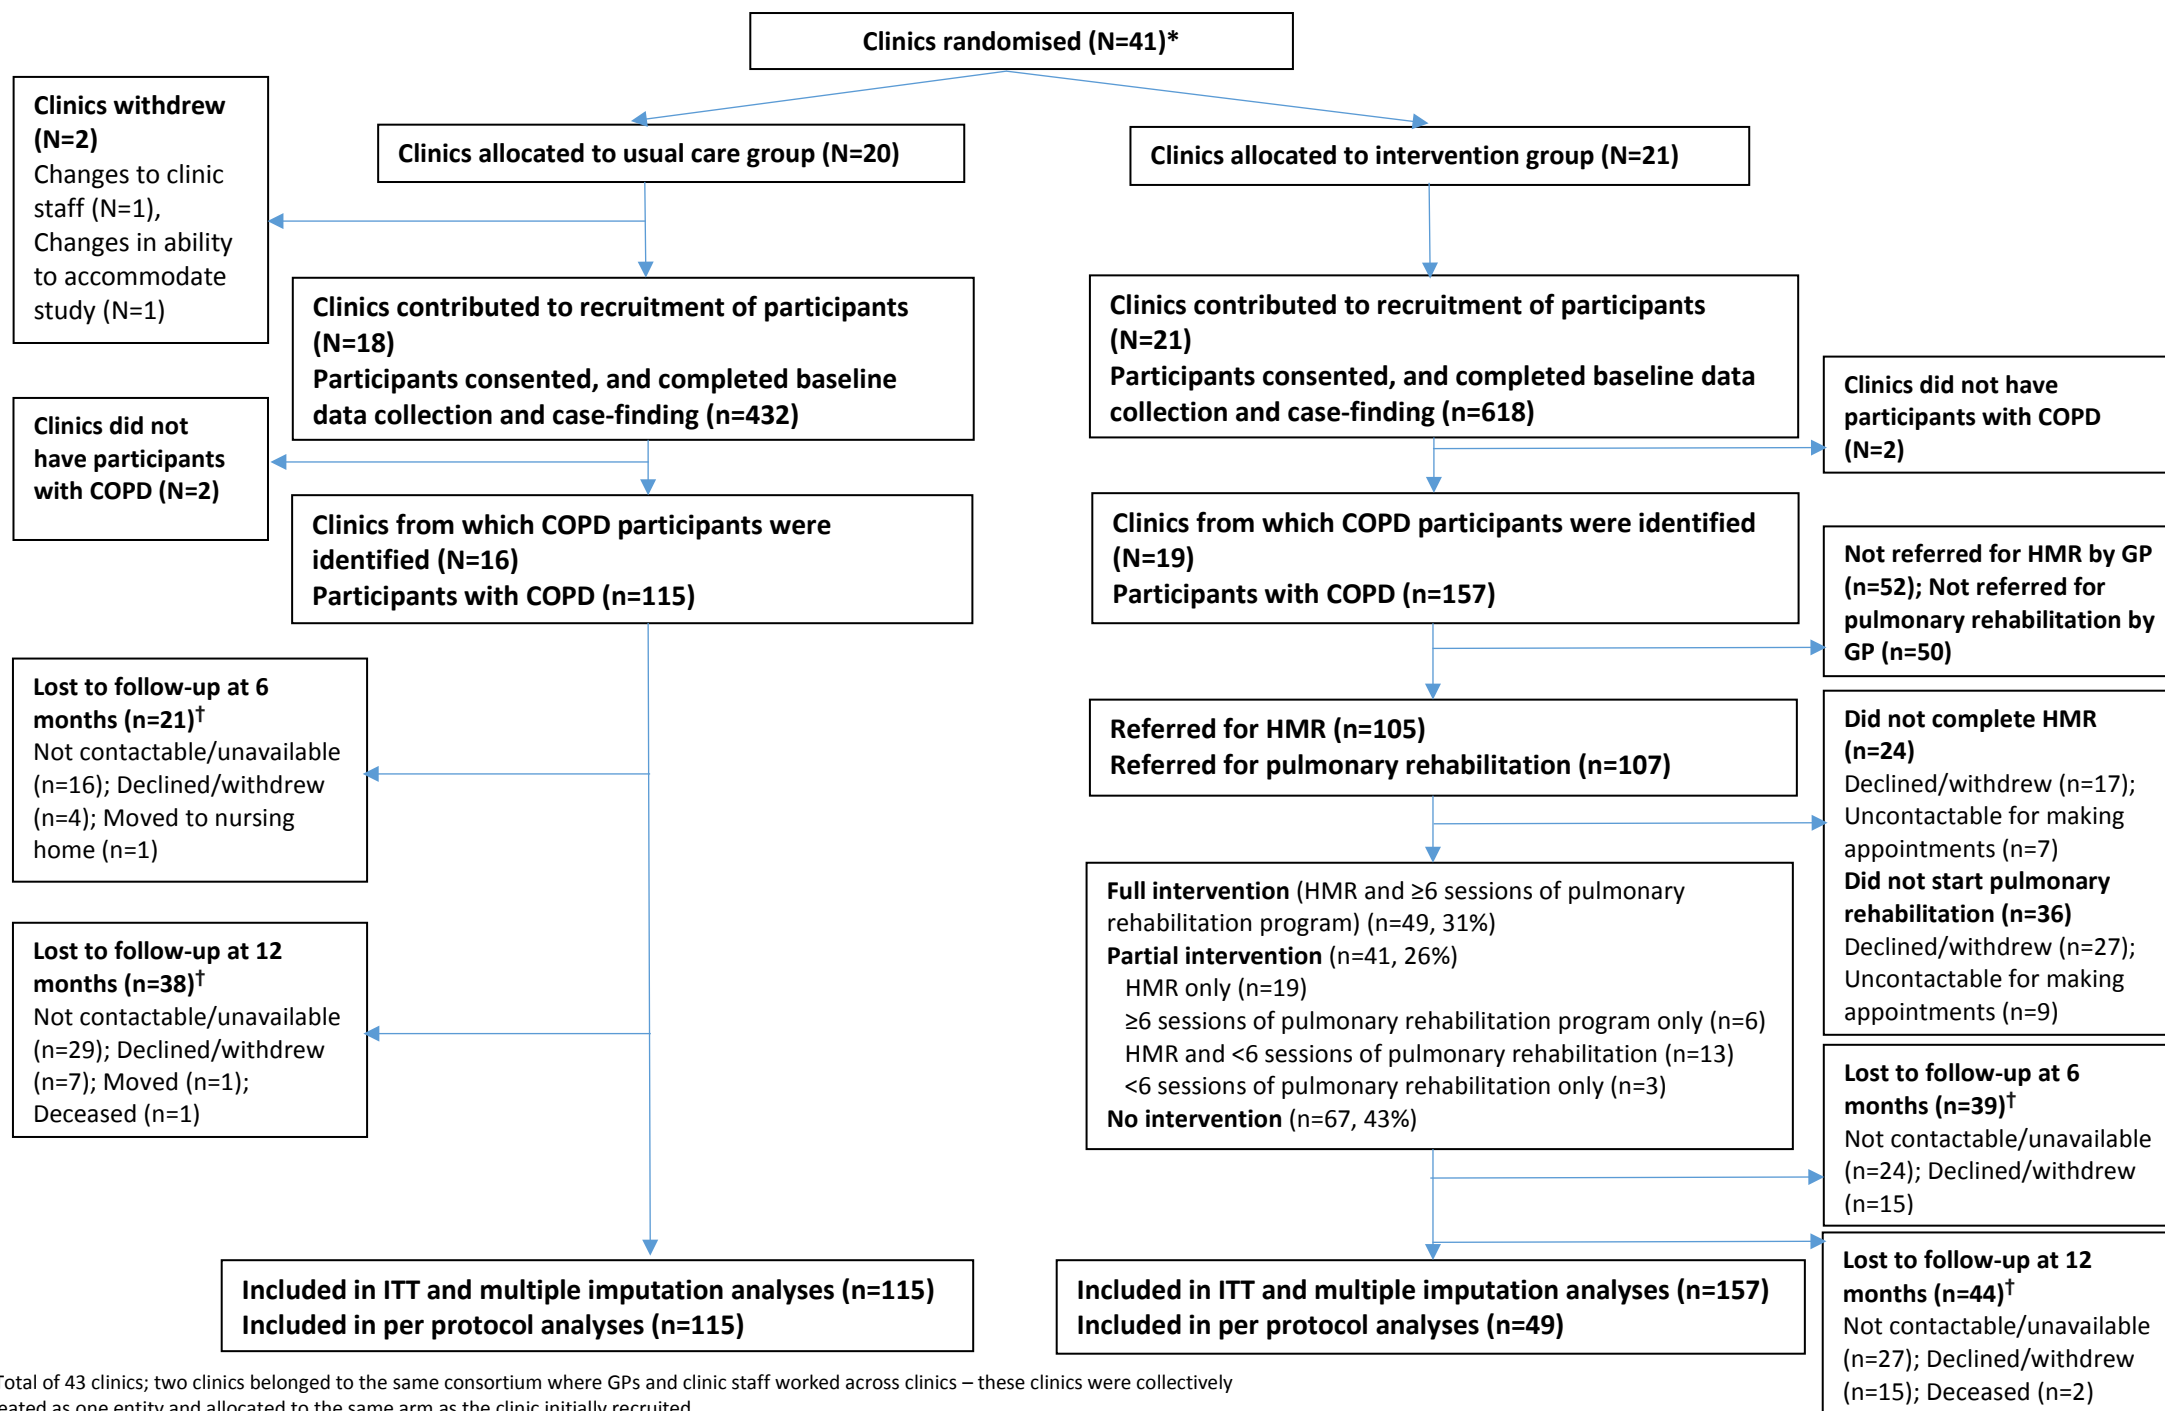 Clinics randomised (N=41)*
Clinics withdrew
(N=2)
Changes to clinic
staff (N=1),
Changes in ability
to accommodate
study (N=1)
Clinics allocated to usual care group (N=20)
Clinics allocated to intervention group (N=21)
Clinics contributed to recruitment of participants
(N=18)
Participants consented, and completed baseline
data collection and case-finding (n=432)
Clinics contributed to recruitment of participants
(N=21)
Participants consented, and completed baseline data
collection and case-finding (n=618)
Clinics did not have
participants with COPD
(N=2)
Clinics did not
have participants
with COPD (N=2)
Clinics from which COPD participants were
identified (N=16)
Participants with COPD (n=115)
Clinics from which COPD participants were identified
(N=19)
Participants with COPD (n=157)
Not referred for HMR by GP
(n=52); Not referred for
pulmonary rehabilitation by
GP (n=50)
Lost to follow-up at 6
months (n=21)†
Not contactable/unavailable
(n=16); Declined/withdrew
(n=4); Moved to nursing
home (n=1)
Referred for HMR (n=105)
Referred for pulmonary rehabilitation (n=107)
Did not complete HMR
(n=24)
Declined/withdrew (n=17);
Uncontactable for making
appointments (n=7)
Did not start pulmonary
rehabilitation (n=36)
Declined/withdrew (n=27);
Uncontactable for making
appointments (n=9)
Lost to follow-up at 12
months (n=38)†
Not contactable/unavailable
(n=29); Declined/withdrew
(n=7); Moved (n=1);
Deceased (n=1)
Full intervention (HMR and ≥6 sessions of pulmonary
rehabilitation program) (n=49, 31%)
Partial intervention (n=41, 26%)
HMR only (n=19)
≥6 sessions of pulmonary rehabilitation program only (n=6)
HMR and <6 sessions of pulmonary rehabilitation (n=13)
<6 sessions of pulmonary rehabilitation only (n=3)
No intervention (n=67, 43%)
Lost to follow-up at 6
months (n=39)†
Not contactable/unavailable
(n=24); Declined/withdrew
(n=15)
Lost to follow-up at 12
months (n=44)†
Not contactable/unavailable
(n=27); Declined/withdrew
(n=15); Deceased (n=2)
Included in ITT and multiple imputation analyses (n=115)
Included in per protocol analyses (n=115)
Included in ITT and multiple imputation analyses (n=157)
Included in per protocol analyses (n=49)
Total of 43 clinics; two clinics belonged to the same consortium where GPs and clinic staff worked across clinics – these clinics were collectively
eated as one entity and allocated to the same arm as the clinic initially recruited